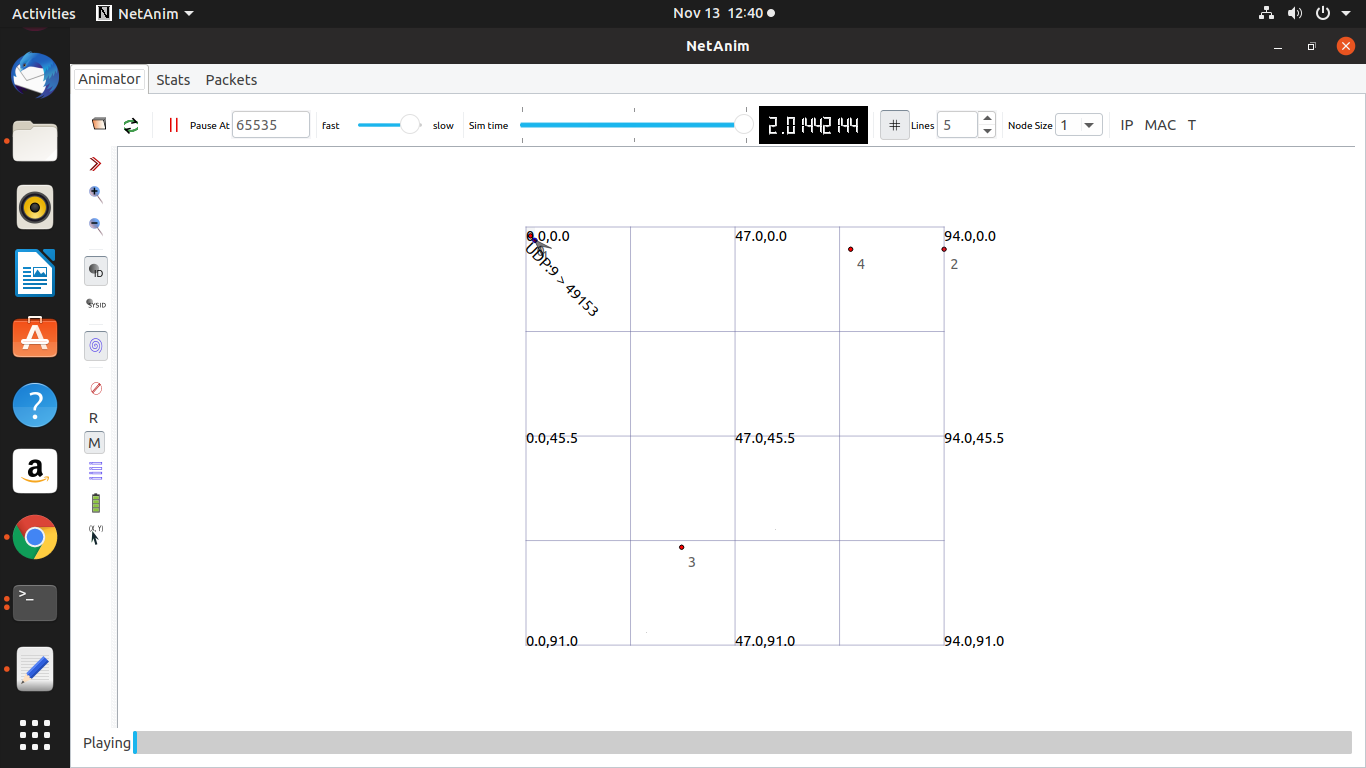 Activities NetAnim Nov 13 12:40
NetAnim
Animator Stats Packets
Pause At 65535 fast slow Sim time 2.01442144 # Lines 5 Node Size 1 IP MAC T
ID
SYSID
R
M
(X, Y)
0.0,0.0 47.0,0.0 94.0,0.0
UDP:9 > 49153
4 2
0.0,45.5 47.0,45.5 94.0,45.5
3
0.0,91.0 47.0,91.0 94.0,91.0
Playing